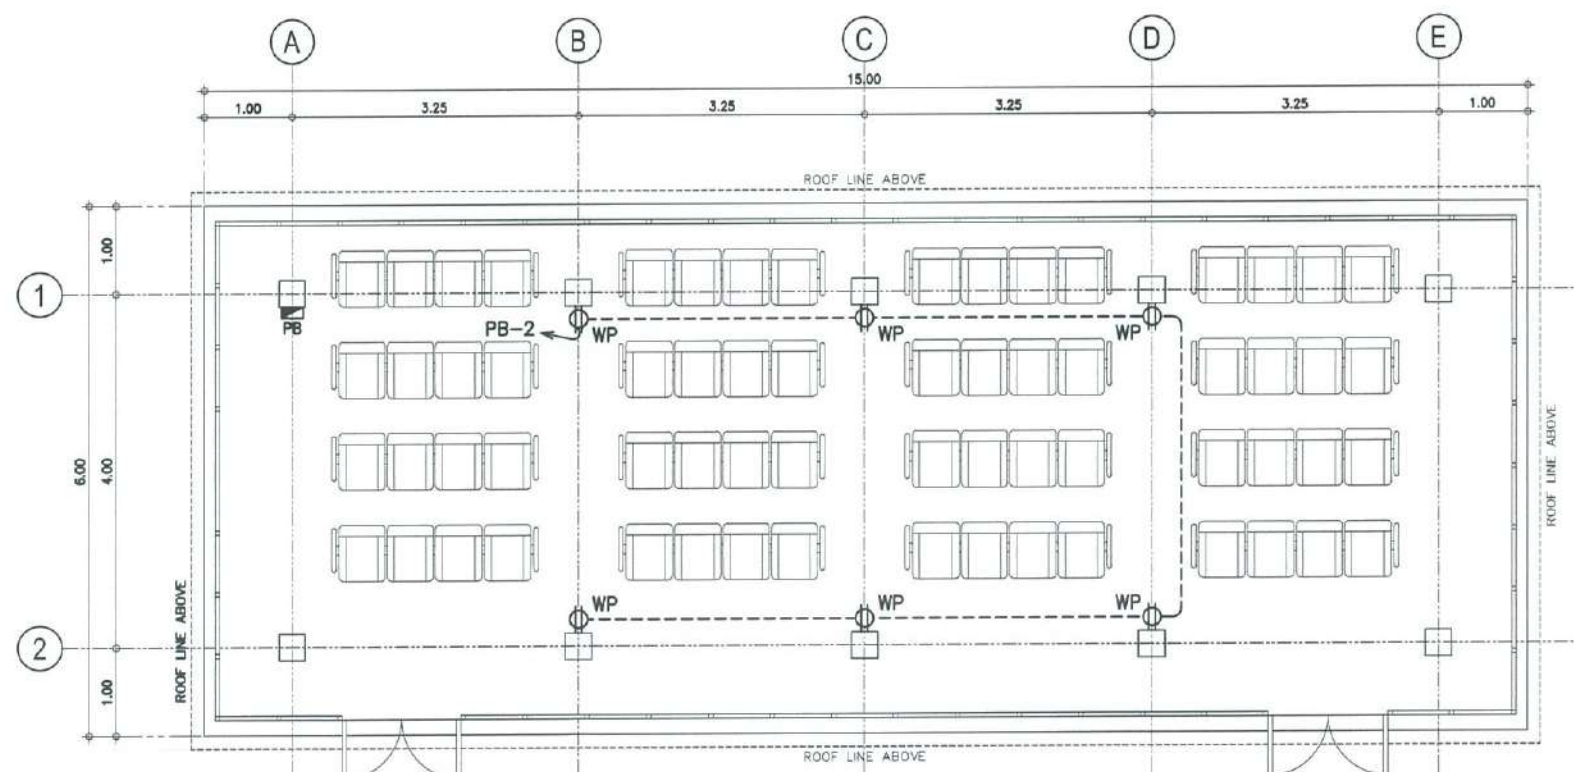 A B C D E
15.00
1.00 3.25 3.25 3.25 3.25 1.00
ROOF LINE ABOVE
1.00
1
PB
PB-2
WP WP WP
6.00
4.00
ROOF LINE ABOVE
WP WP WP
ROOF LINE ABOVE
2
1.00
ROOF LINE ABOVE